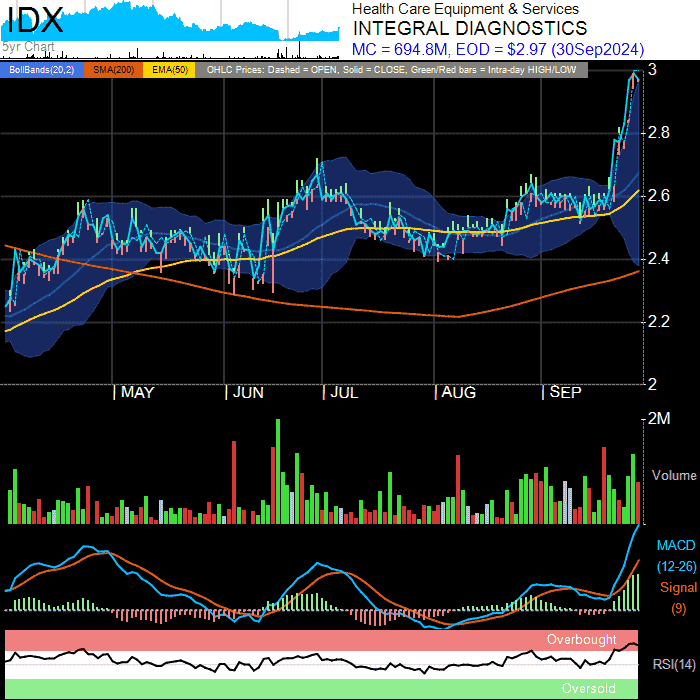 IDX
5yr Chart
Health Care Equipment & Services
INTEGRAL DIAGNOSTICS
MC = 694.8M, EOD = $2.97 (30Sep2024)
BollBands(20,2) SMA(200) EMA(50) OHLC Prices: Dashed = OPEN, Solid = CLOSE, Green/Red bars = Intra-day HIGH/LOW
3
2.8
2.6
2.4
2.2
2
MAY JUN JUL AUG SEP
2M
Volume
MACD
(12-26)
Signal
(9)
Overbought
RSI(14)
Oversold